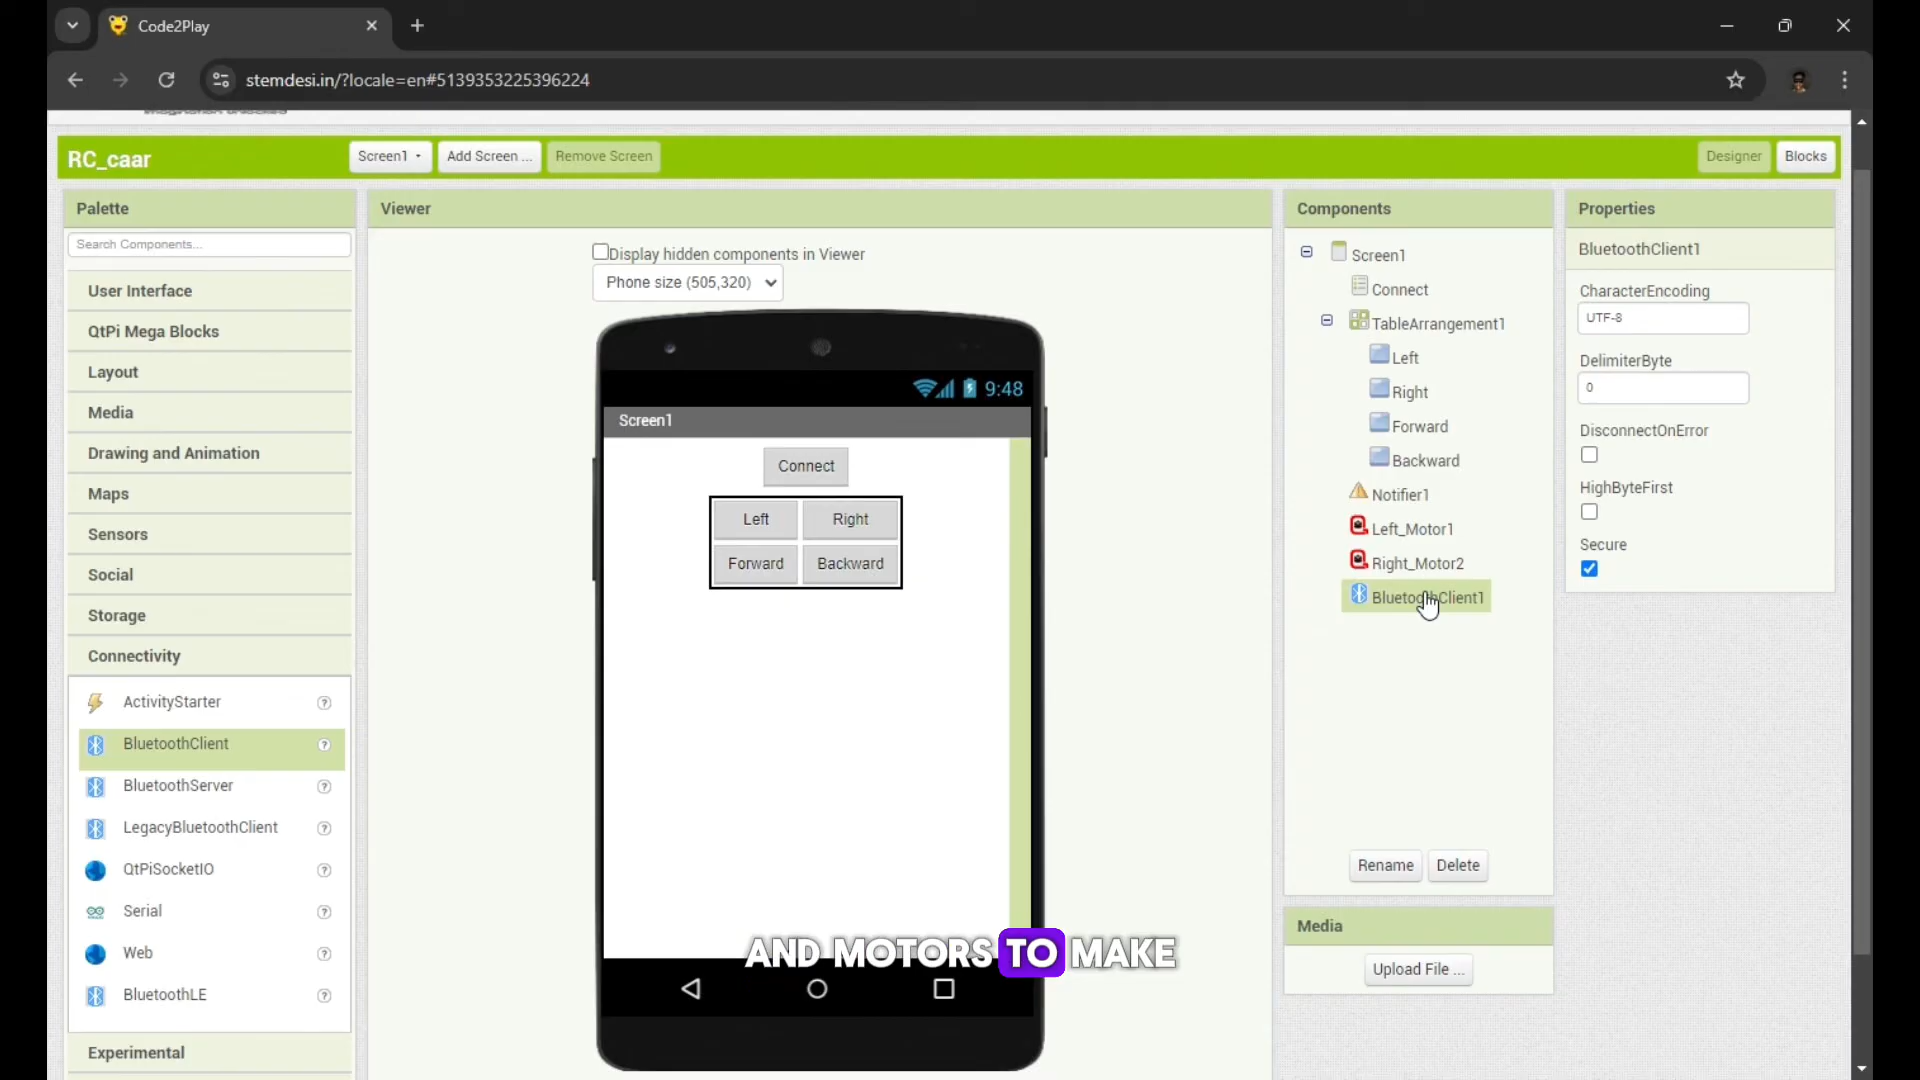 Code2Play
stemdesi.in/?locale=en#5139353225396224
RC_caar
Screen1
Add Screen ...
Remove Screen
Designer
Blocks
Palette
Search Components...
User Interface
QtPi Mega Blocks
Layout
Media
Drawing and Animation
Maps
Sensors
Social
Storage
Connectivity
ActivityStarter
BluetoothClient
BluetoothServer
LegacyBluetoothClient
QtPiSocketIO
Serial
Web
BluetoothLE
Experimental
Viewer
Display hidden components in Viewer
Phone size (505,320)
9:48
Screen1
Connect
Left Right
Forward Backward
AND MOTORS TO MAKE
Components
Screen1
Connect
TableArrangement1
Left
Right
Forward
Backward
Notifier1
Left_Motor1
Right_Motor2
BluetoothClient1
Rename
Delete
Media
Upload File ...
Properties
BluetoothClient1
CharacterEncoding
UTF-8
DelimiterByte
0
DisconnectOnError
HighByteFirst
Secure